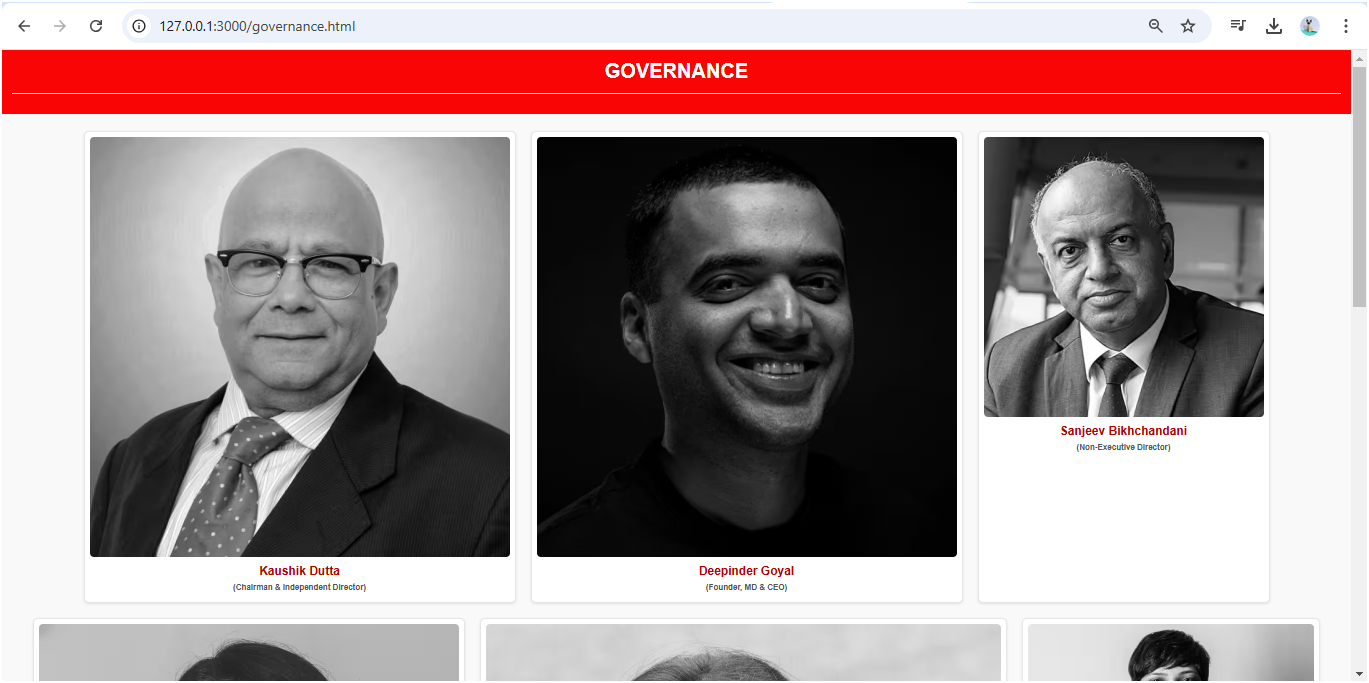 127.0.0.1:3000/governance.html
GOVERNANCE
Kaushik Dutta
(Chairman & Independent Director)
Deepinder Goyal
(Founder, MD & CEO)
Sanjeev Bikhchandani
(Non-Executive Director)